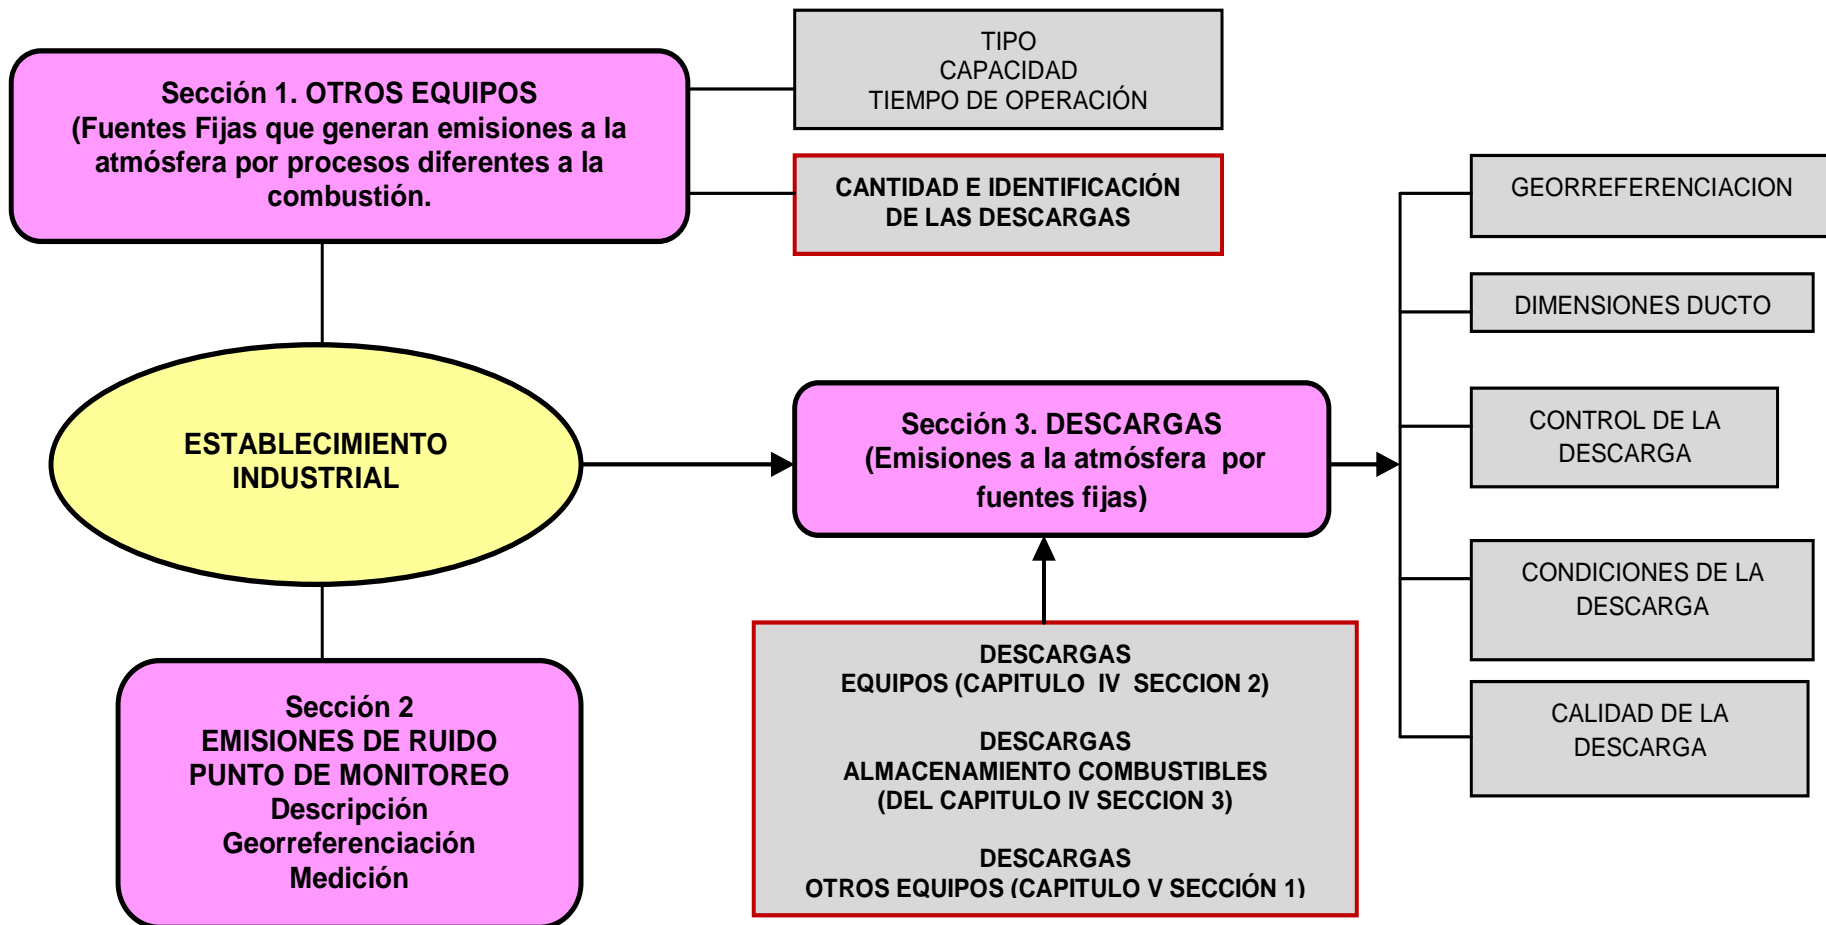 Sección 1. OTROS EQUIPOS
(Fuentes Fijas que generan emisiones a la
atmósfera por procesos diferentes a la
combustión.
TIPO
CAPACIDAD
TIEMPO DE OPERACIÓN
CANTIDAD E IDENTIFICACIÓN
DE LAS DESCARGAS
ESTABLECIMIENTO
INDUSTRIAL
Sección 2
EMISIONES DE RUIDO
PUNTO DE MONITOREO
Descripción
Georreferenciación
Medición
Sección 3. DESCARGAS
(Emisiones a la atmósfera  por
fuentes fijas)
DESCARGAS
EQUIPOS (CAPITULO  IV  SECCION 2)
DESCARGAS
ALMACENAMIENTO COMBUSTIBLES
(DEL CAPITULO IV SECCION 3)
DESCARGAS
OTROS EQUIPOS (CAPITULO V SECCIÓN 1)
GEORREFERENCIACION
DIMENSIONES DUCTO
CONTROL DE LA
DESCARGA
CONDICIONES DE LA
DESCARGA
CALIDAD DE LA
DESCARGA